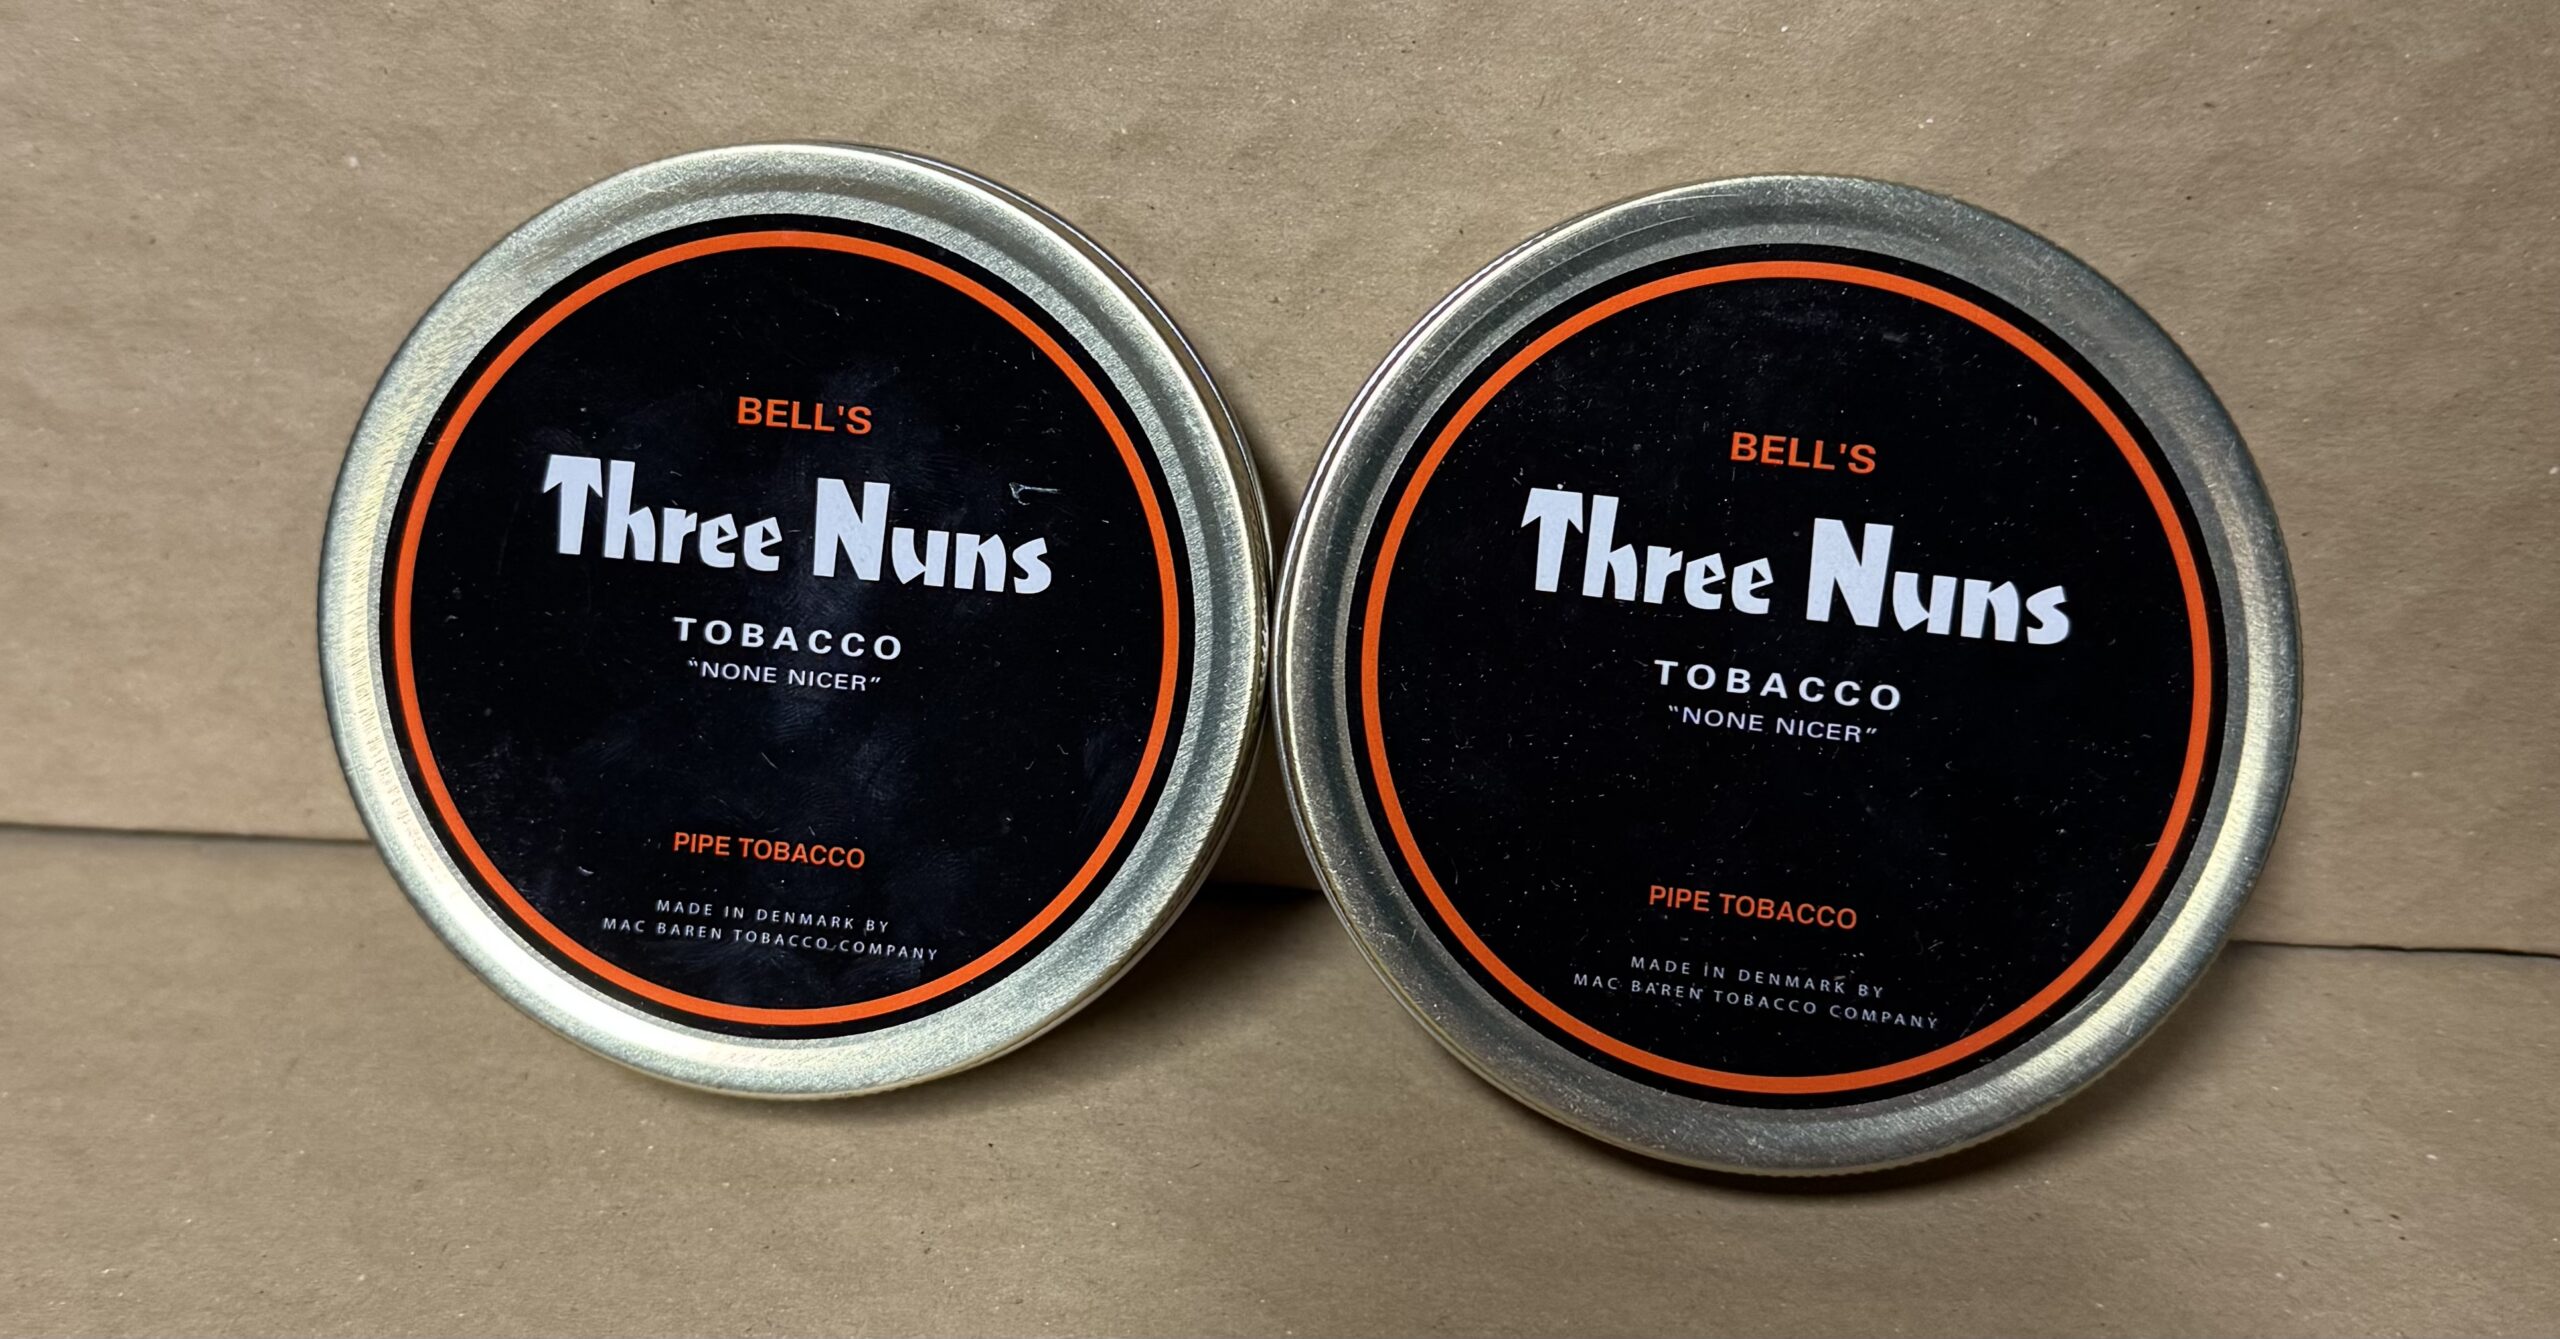 BELL'S
Three Nuns
TOBACCO
"NONE NICER"
PIPE TOBACCO
MADE IN DENMARK BY
MAC BAREN TOBACCO COMPANY
BELL'S
Three Nuns
TOBACCO
"NONE NICER"
PIPE TOBACCO
MADE IN DENMARK BY
MAC BAREN TOBACCO COMPANY